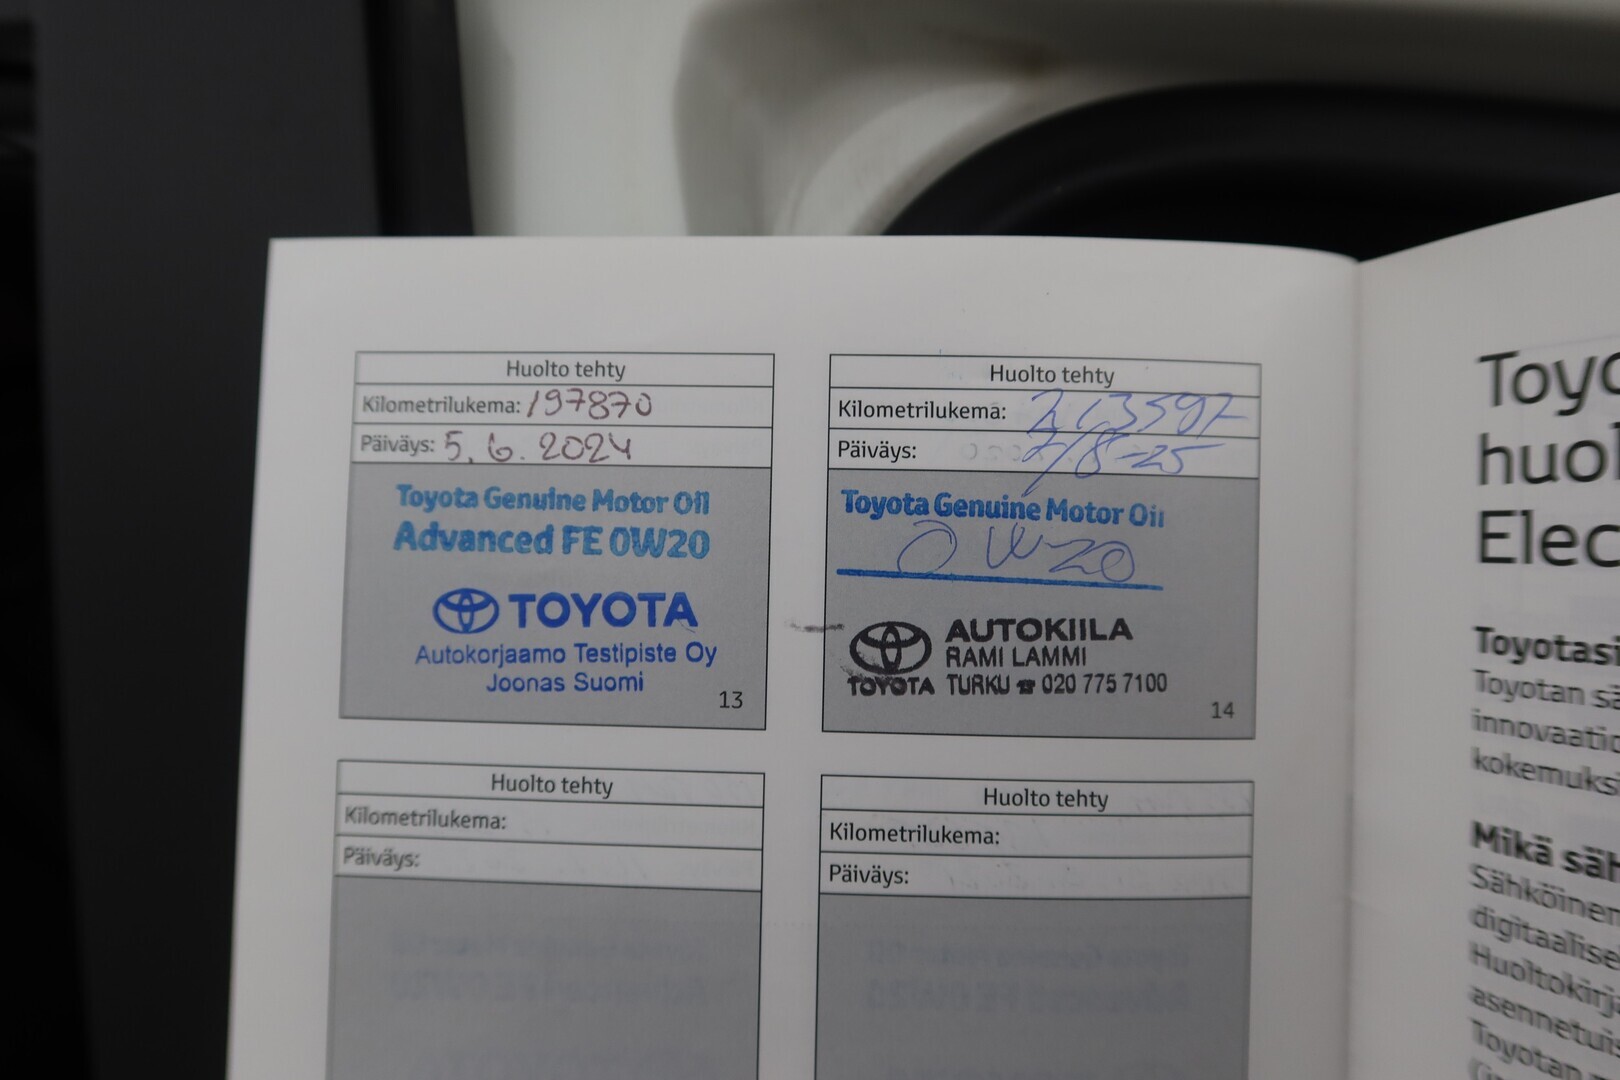 Huolto tehty
Kilometrilukema: 197870
Päiväys: 5.6.2024
Toyota Genuine Motor Oil
Advanced FE 0W20
TOYOTA
Autokorjaamo Testipiste Oy
Joonas Suomi
13
Huolto tehty
Kilometrilukema: 213597
Päiväys: 7/8-25
Toyota Genuine Motor Oil
0W20
AUTOKIILA
RAMI LAMMI
TOYOTA TURKU ☎ 020 775 7100
14
Huolto tehty
Kilometrilukema:
Päiväys:
Huolto tehty
Kilometrilukema:
Päiväys:
Toyo
huol
Elec
Toyotasi
Toyotan sä
innovaatio
kokemuksi
Mikä säh
Sähköinen
digitaalise
Huoltokirj
asennetuis
Toyotan